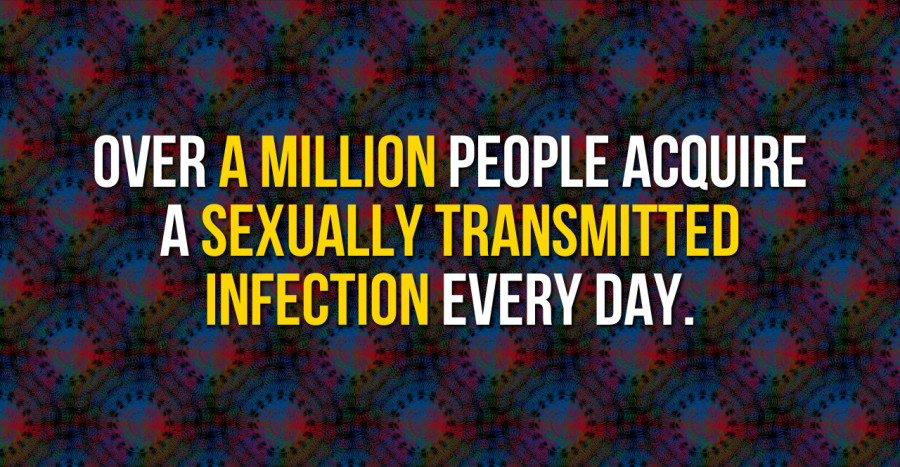 OVER A MILLION PEOPLE ACQUIRE
A SEXUALLY TRANSMITTED
INFECTION EVERY DAY.